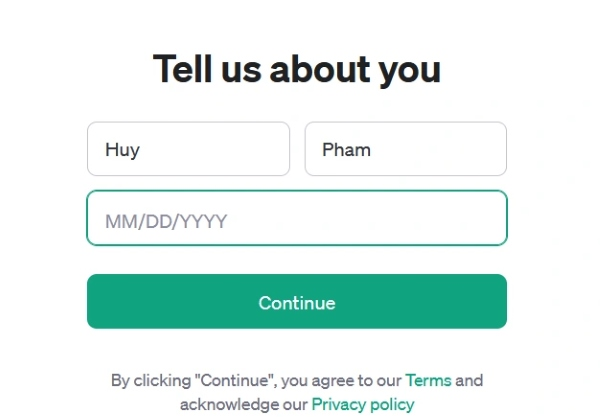 Tell us about you
Huy
Pham
MM/DD/YYYY
Continue
By clicking "Continue", you agree to our Terms and
acknowledge our Privacy policy